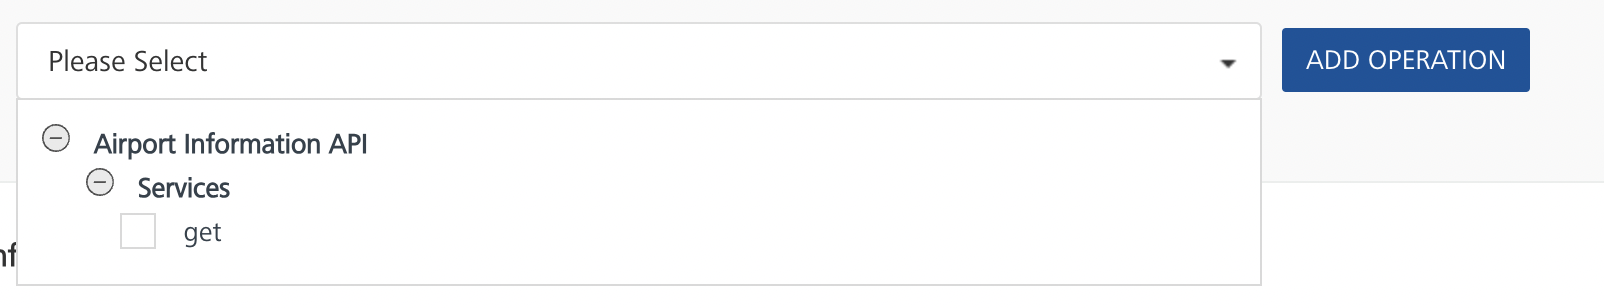 Please Select
ADD OPERATION
Airport Information API
Services
get